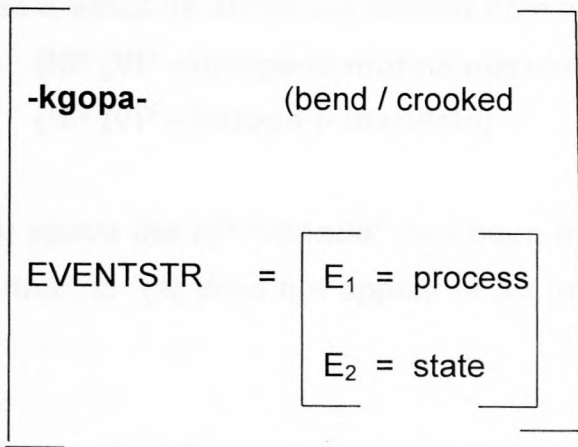 -kgopa- (bend / crooked
EVENTSTR = E₁ = process
E₂ = state